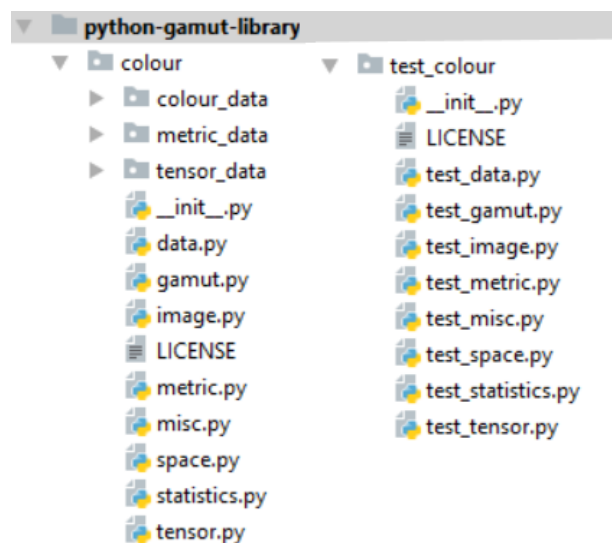 python-gamut-library
colour
colour_data
metric_data
tensor_data
__init__.py
data.py
gamut.py
image.py
LICENSE
metric.py
misc.py
space.py
statistics.py
tensor.py
test_colour
__init__.py
LICENSE
test_data.py
test_gamut.py
test_image.py
test_metric.py
test_misc.py
test_space.py
test_statistics.py
test_tensor.py